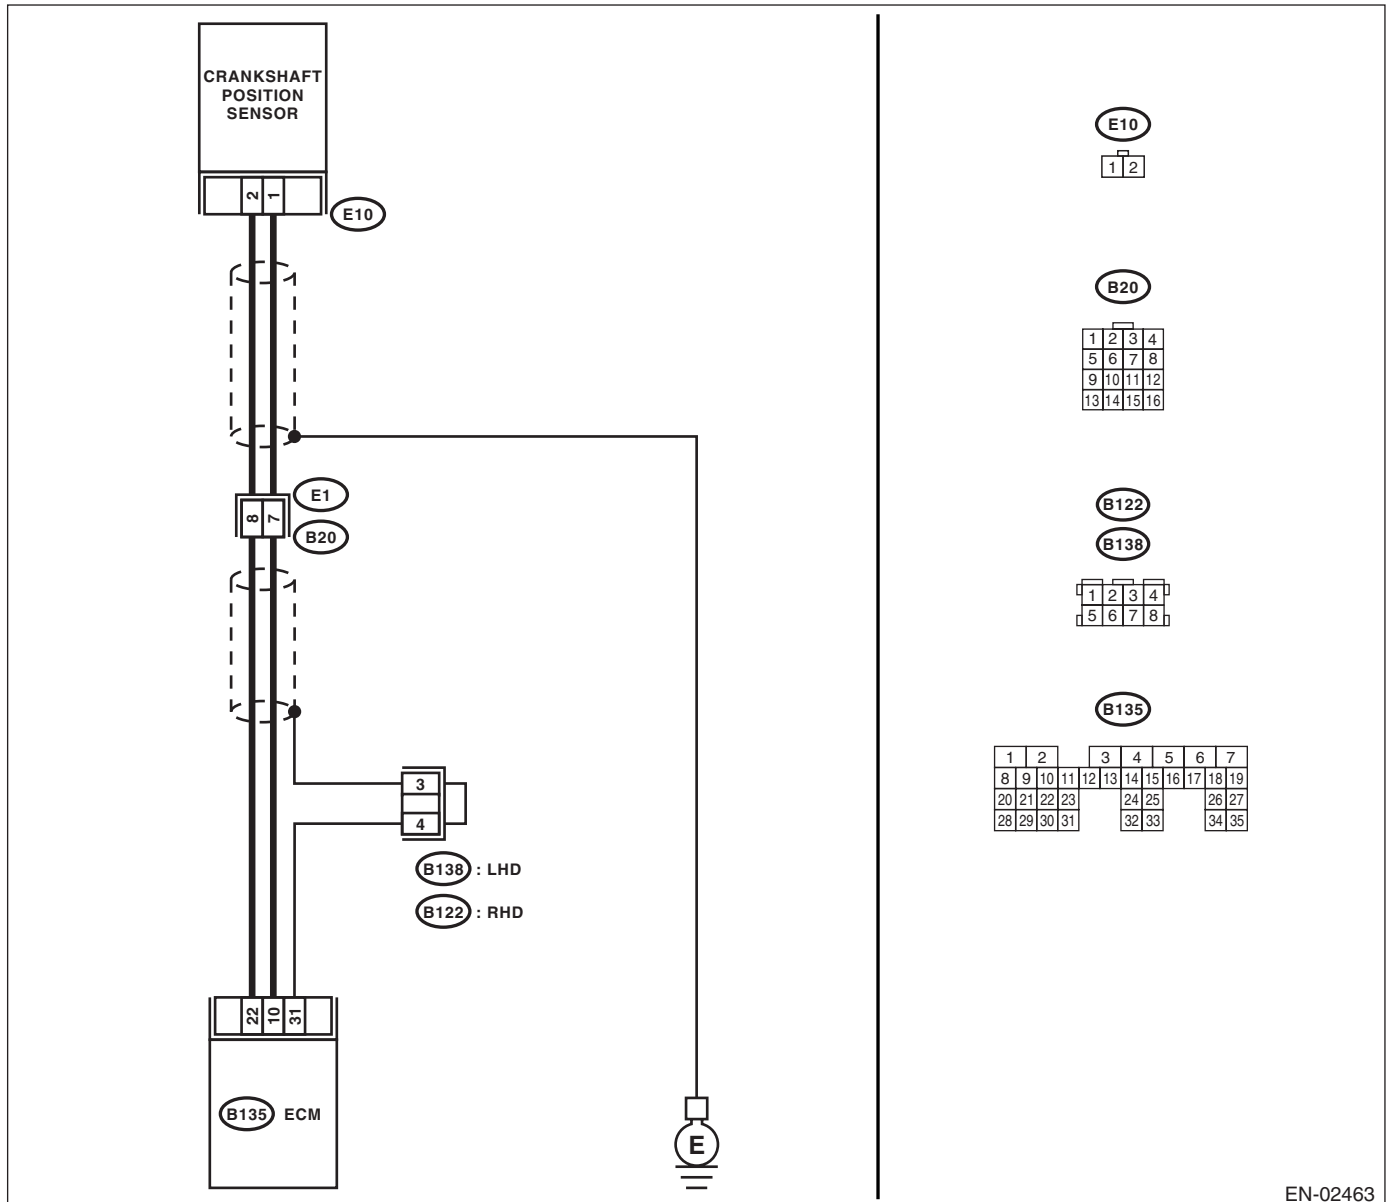 CRANKSHAFT
POSITION
SENSOR
2 1
E10
E1
8 7
B20
3
4
B138 : LHD
B122 : RHD
22 10 31
B135 ECM
E
E10
1 2
B20
1 2 3 4
5 6 7 8
9 10 11 12
13 14 15 16
B122
B138
1 2 3 4
5 6 7 8
B135
1 2 3 4 5 6 7
8 9 10 11 12 13 14 15 16 17 18 19
20 21 22 23 24 25 26 27
28 29 30 31 32 33 34 35
EN-02463